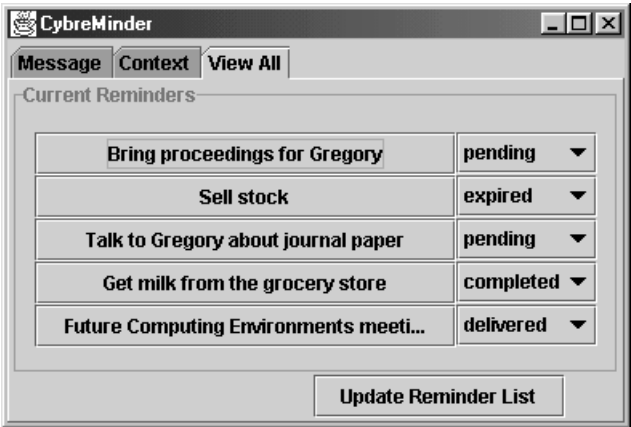 CybreMinder
Message Context View All
Current Reminders
Bring proceedings for Gregory pending
Sell stock expired
Talk to Gregory about journal paper pending
Get milk from the grocery store completed
Future Computing Environments meeti... delivered
Update Reminder List